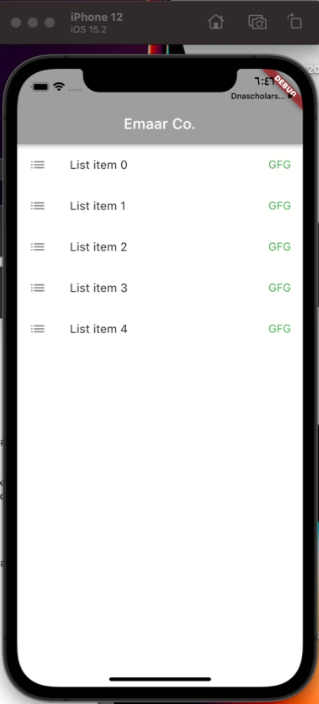 iPhone 12
iOS 15.2
20
DEBUG
Dnascholars...
Emaar Co.
List item 0 GFG
List item 1 GFG
List item 2 GFG
List item 3 GFG
List item 4 GFG